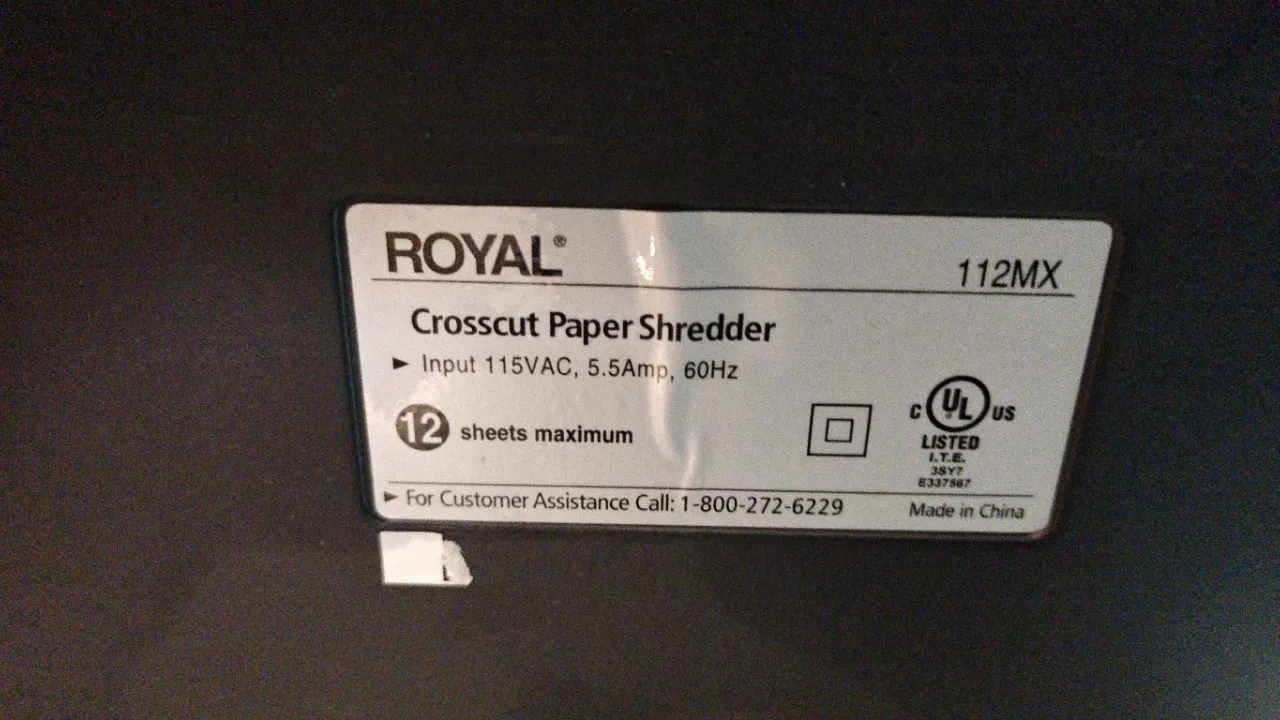 ROYAL® 112MX
Crosscut Paper Shredder
► Input 115VAC, 5.5Amp, 60Hz
12 sheets maximum
C UL US
LISTED
I.T.E.
3SY7
E337567
► For Customer Assistance Call: 1-800-272-6229 Made in China